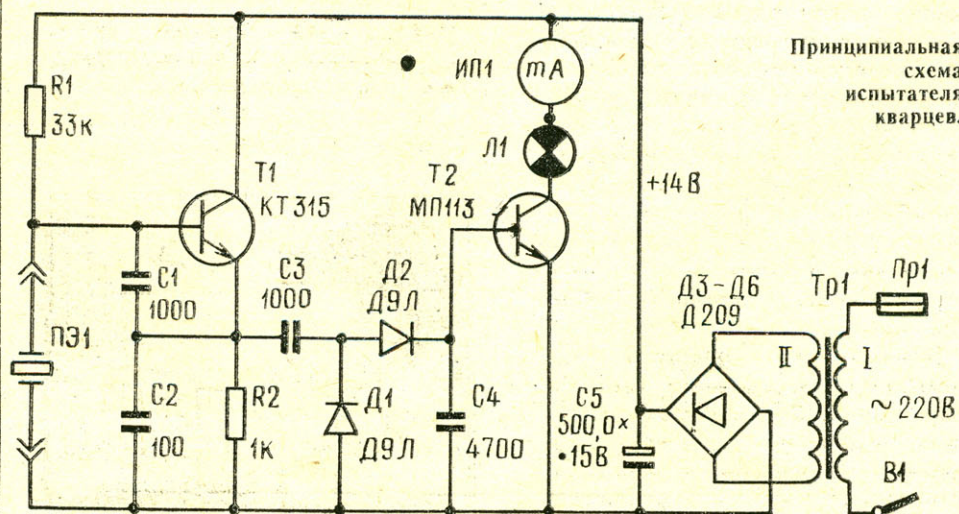 Принципиальная
схема
испытателя
кварцев.
R1
33к
ПЭ1
C1
1000
C2
100
T1
КТ315
C3
1000
R2
1к
Д2
Д9Л
Д1
Д9Л
C4
4700
T2
МП113
ИП1
mA
Л1
+14В
C5
500,0×
•15В
Д3-Д6
Д209
Тр1
II
I
Пр1
~220В
В1